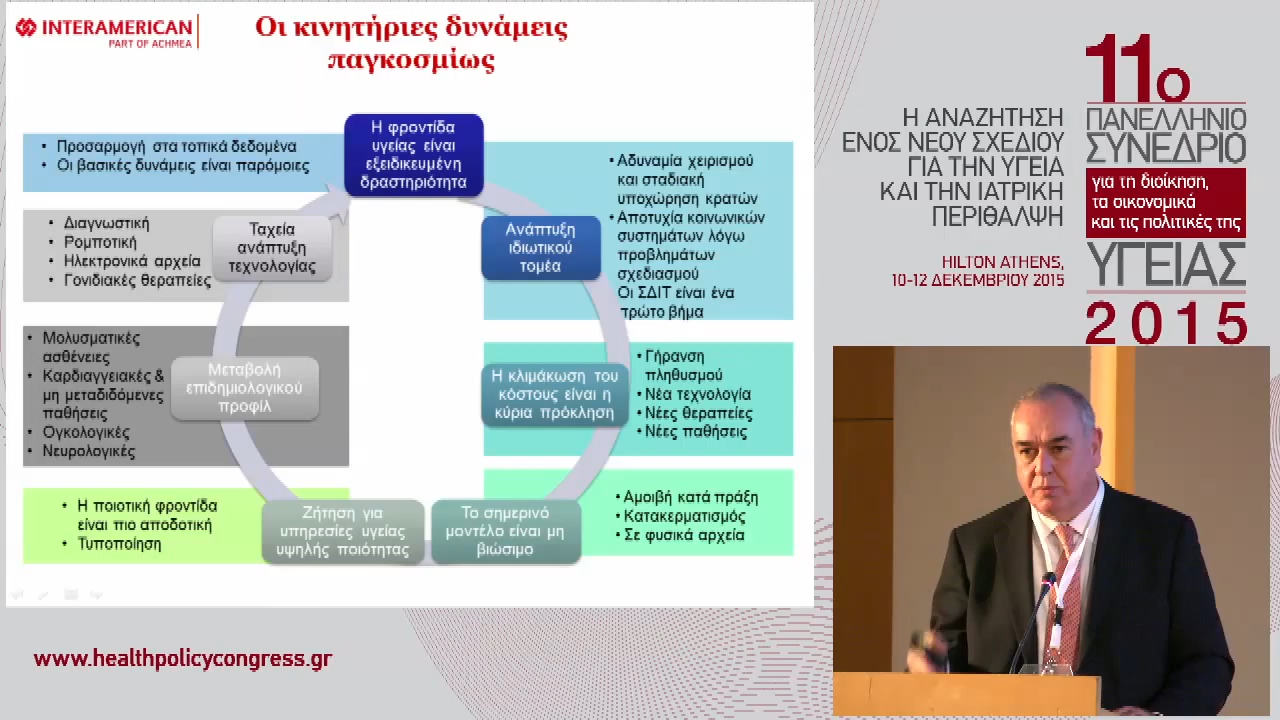 INTERAMERICAN
PART OF ACHMEA
Οι κινητήριες δυνάμεις
παγκοσμίως
Η φροντίδα
υγείας είναι
εξειδικευμένη
δραστηριότητα
• Προσαρμογή στα τοπικά δεδομένα
• Οι βασικές δυνάμεις είναι παρόμοιες
• Αδυναμία χειρισμού
και σταδιακή
υποχώρηση κρατών
• Αποτυχία κοινωνικών
συστημάτων λόγω
προβλημάτων
σχεδιασμού
Οι ΣΔΙΤ είναι ένα
πρώτο βήμα
Ανάπτυξη
ιδιωτικού
τομέα
Η κλιμάκωση του
κόστους είναι η
κύρια πρόκληση
• Γήρανση
πληθυσμού
• Νέα τεχνολογία
• Νέες θεραπείες
• Νέες παθήσεις
Το σημερινό
μοντέλο είναι μη
βιώσιμο
• Αμοιβή κατά πράξη
• Κατακερματισμός
• Σε φυσικά αρχεία
Ζήτηση για
υπηρεσίες υγείας
υψηλής ποιότητας
• Η ποιοτική φροντίδα
είναι πιο αποδοτική
• Τυποποίηση
Μεταβολή
επιδημιολογικού
προφίλ
• Μολυσματικές
ασθένειες
• Καρδιαγγειακές &
μη μεταδιδόμενες
παθήσεις
• Ογκολογικές
• Νευρολογικές
Ταχεία
ανάπτυξη
τεχνολογίας
• Διαγνωστική
• Ρομποτική
• Ηλεκτρονικά αρχεία
• Γονιδιακές θεραπείες
Η ΑΝΑΖΗΤΗΣΗ
ΕΝΟΣ ΝΕΟΥ ΣΧΕΔΙΟΥ
ΓΙΑ ΤΗΝ ΥΓΕΙΑ
ΚΑΙ ΤΗΝ ΙΑΤΡΙΚΗ
ΠΕΡΙΘΑΛΨΗ
HILTON ATHENS,
10-12 ΔΕΚΕΜΒΡΙΟΥ 2015
11ο
ΠΑΝΕΛΛΗΝΙΟ
ΣΥΝΕΔΡΙΟ
για τη διοίκηση,
τα οικονομικά
και τις πολιτικές της
ΥΓΕΙΑΣ
2015
www.healthpolicycongress.gr